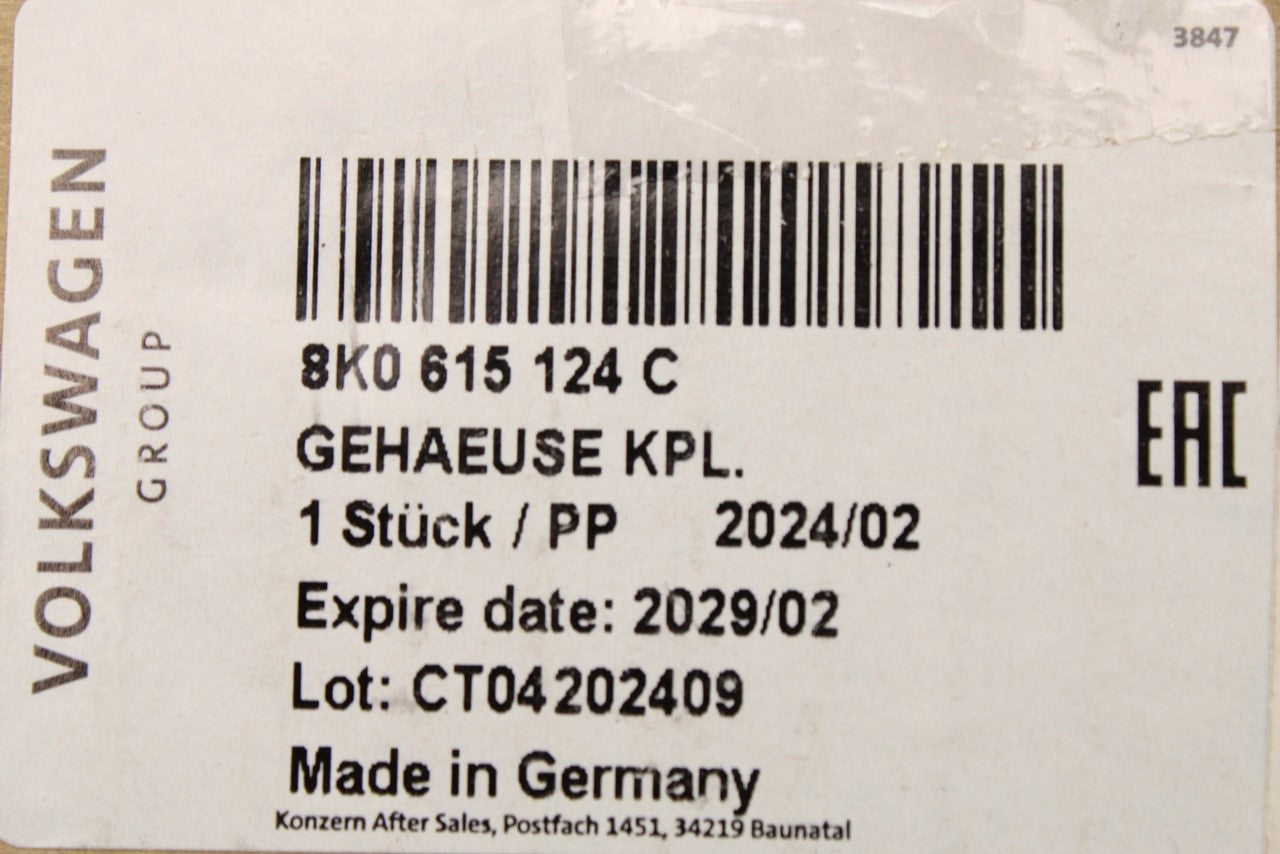 3847
VOLKSWAGEN
GROUP
8K0 615 124 C
GEHAEUSE KPL.
1 Stück / PP 2024/02
Expire date: 2029/02
Lot: CT04202409
Made in Germany
Konzern After Sales, Postfach 1451, 34219 Baunatal
EAC